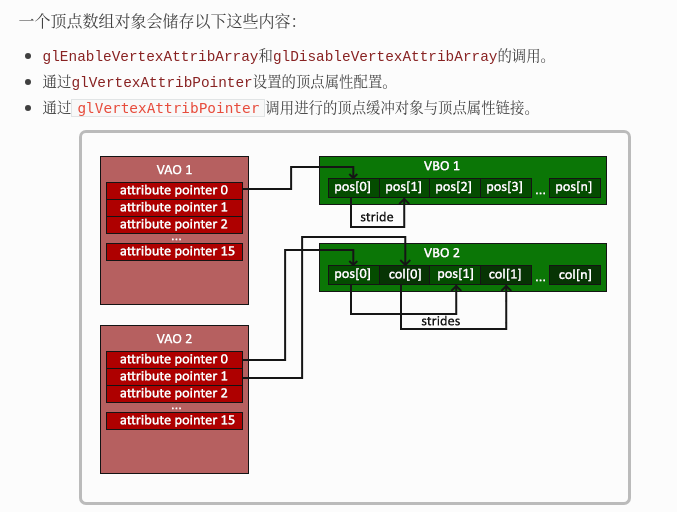 一个顶点数组对象会储存以下这些内容：
glEnableVertexAttribArray和glDisableVertexAttribArray的调用。
通过glVertexAttribPointer设置的顶点属性配置。
通过glVertexAttribPointer调用进行的顶点缓冲对象与顶点属性链接。
VAO 1
attribute pointer 0
attribute pointer 1
attribute pointer 2
...
attribute pointer 15
VBO 1
pos[0] pos[1] pos[2] pos[3] ... pos[n]
stride
VBO 2
pos[0] col[0] pos[1] col[1] ... col[n]
strides
VAO 2
attribute pointer 0
attribute pointer 1
attribute pointer 2
...
attribute pointer 15